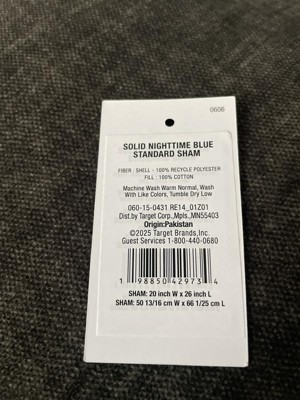 0606
SOLID NIGHTTIME BLUE
STANDARD SHAM
FIBER : SHELL - 100% RECYCLE POLYESTER
FILL : 100% COTTON
Machine Wash Warm Normal, Wash
With Like Colors, Tumble Dry Low
060-15-0431 RE14_01Z01
Dist.by Target Corp.,Mpls.,MN55403
Origin:Pakistan
©2025 Target Brands,Inc.
Guest Services 1-800-440-0680
1 98850 42973 4
SHAM: 20 inch W x 26 inch L
SHAM: 50 13/16 cm W x 66 1/25 cm L